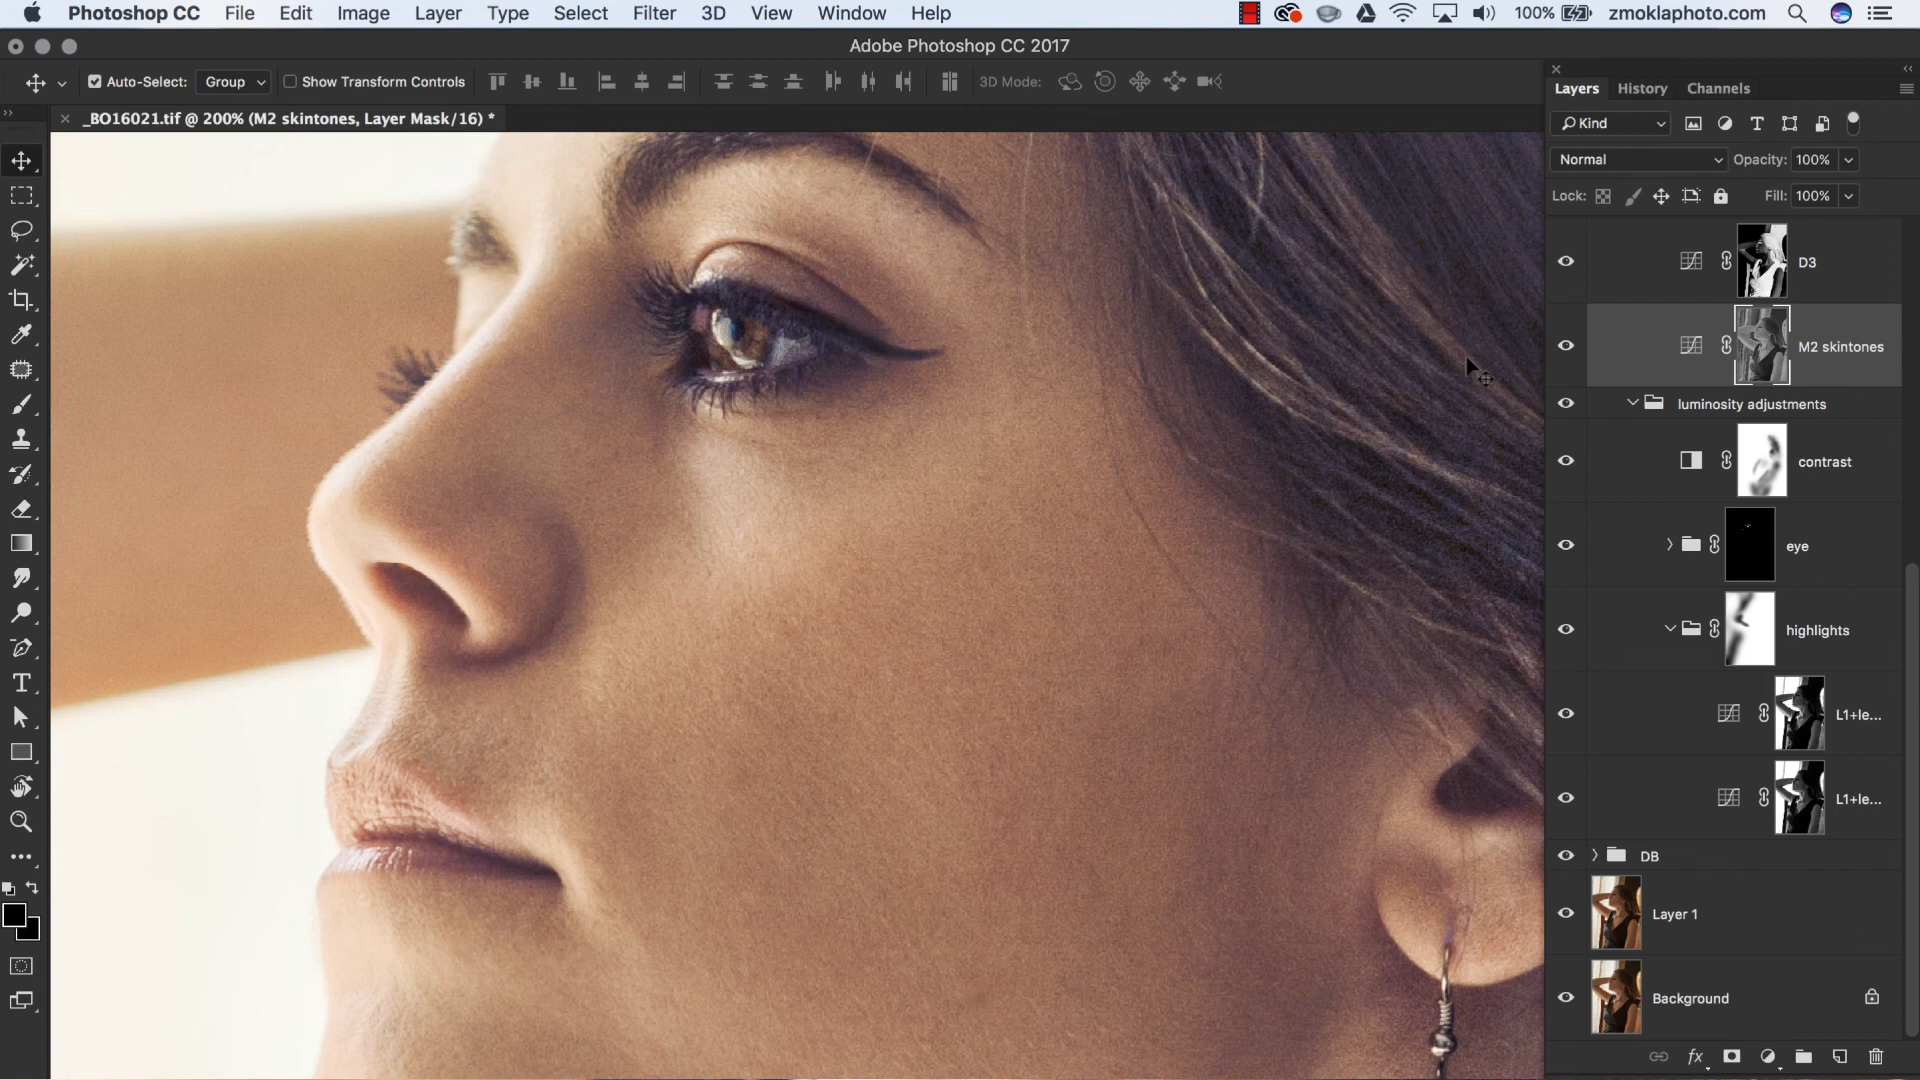 Photoshop CC File Edit Image Layer Type Select Filter 3D View Window Help 100% zmoklaphoto.com
Adobe Photoshop CC 2017
Auto-Select: Group Show Transform Controls 3D Mode:
_BO16021.tif @ 200% (M2 skintones, Layer Mask/16) *
Layers History Channels
Kind
Normal Opacity: 100%
Lock: Fill: 100%
D3
M2 skintones
luminosity adjustments
contrast
eye
highlights
L1+le...
L1+le...
DB
Layer 1
Background
fx